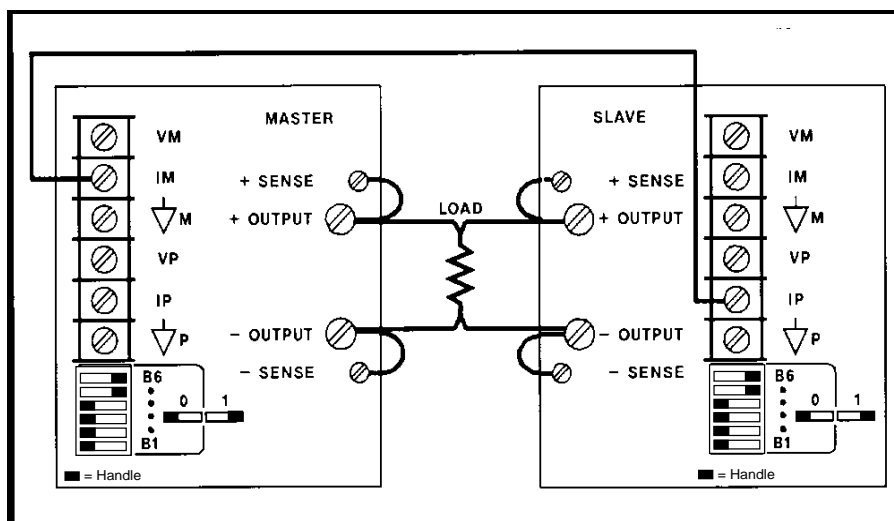 MASTER
VM
IM
M
VP
IP
P
+ SENSE
+ OUTPUT
- OUTPUT
- SENSE
B6
0 1
B1
= Handle
LOAD
SLAVE
+ SENSE
+ OUTPUT
- OUTPUT
- SENSE
VM
IM
M
VP
IP
P
B6
0 1
B1
= Handle